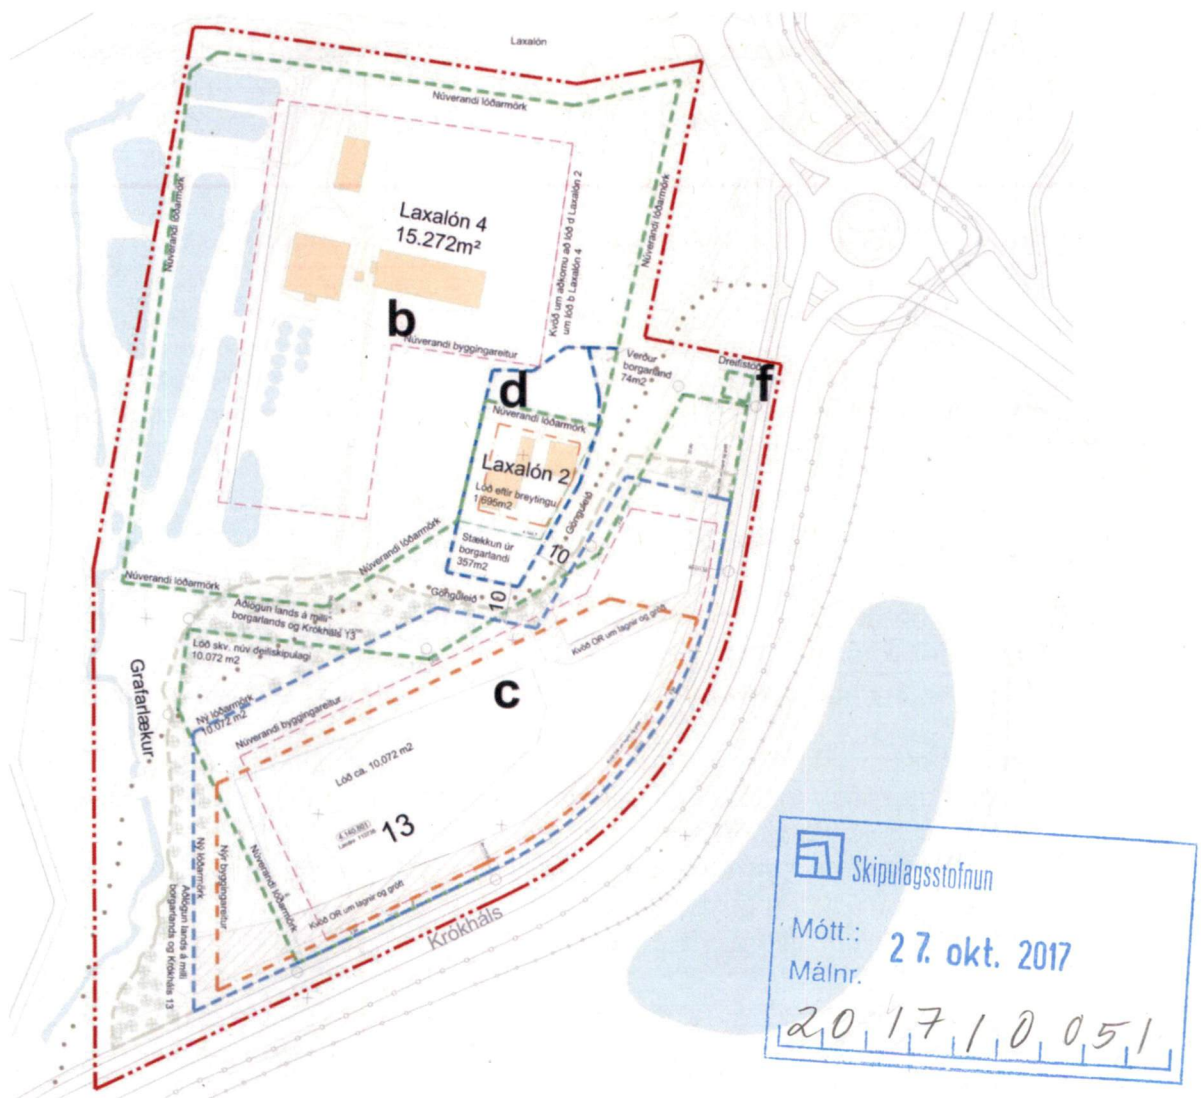 Laxalón
Núverandi lóðarmörk
Núverandi lóðarmörk
Núverandi lóðarmörk
Laxalón 4
15.272m²
Kvöð um aðkomu að lóð d Laxalón 2
um lóð b Laxalón 4
b
Núverandi byggingareitur
Verður
borgarland
74m2
f
d
Núverandi lóðarmörk
Laxalón 2
Lóð eftir breytingu
1.695m2
Gönguleið
Stækkun úr
borgarlandi
357m2
10
10
Núverandi lóðarmörk
Núverandi lóðarmörk
Gönguleið
Aðlögun lands á milli
borgarlands og Krókháls 13
Lóð skv. núv deiliskipulagi
10.072 m2
Kvöð OR um lagnir og gröft
Grafarlækur
Ný lóðarmörk
10.072 m2
Núverandi byggingareitur
c
Lóð ca. 10,072 m2
13
Núverandi lóðarmörk
Nýr byggingareitur
Ný lóðarmörk
Aðlögun lands á milli
borgarlands og Krókháls 13
Kvöð OR um lagnir og gröft
Krókháls
Skipulagsstofnun
Mótt.: 27. okt. 2017
Málnr.
201710051